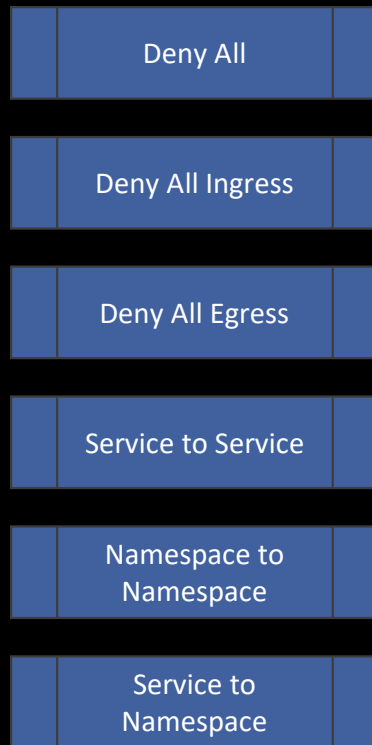 Deny All
Deny All Ingress
Deny All Egress
Service to Service
Namespace to
Namespace
Service to
Namespace